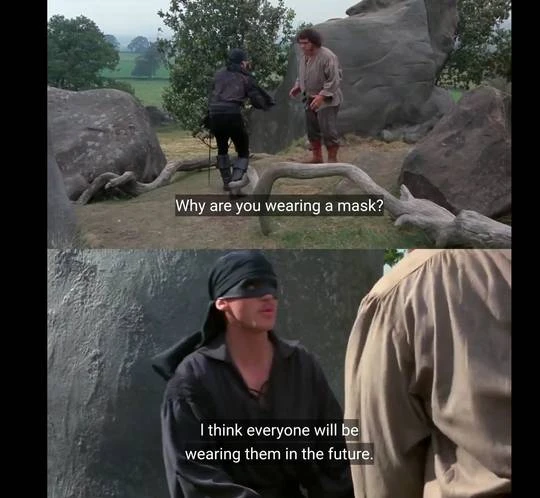 Why are you wearing a mask?
I think everyone will be
wearing them in the future.